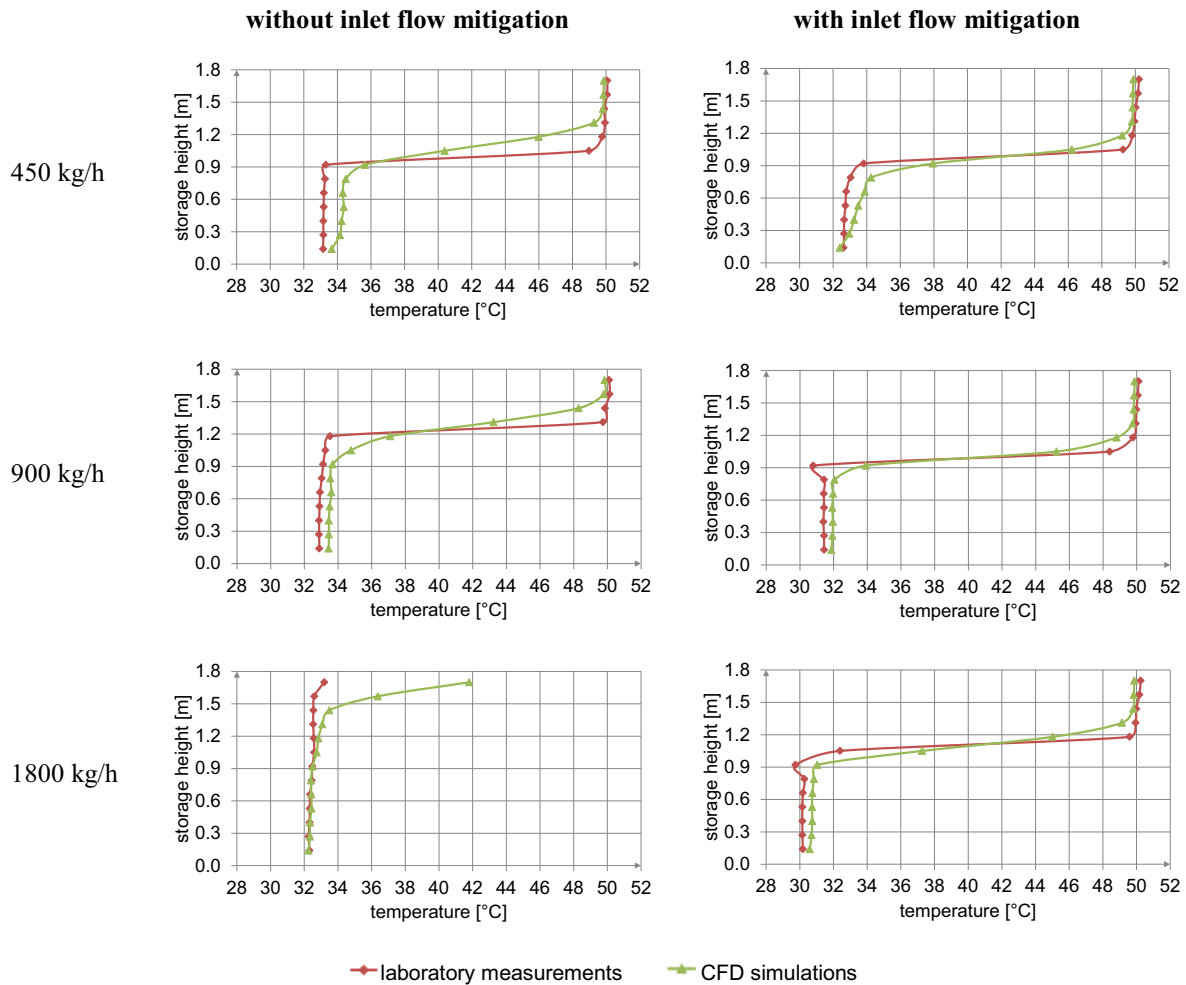 without inlet flow mitigation
with inlet flow mitigation
450 kg/h
storage height [m]
1.8
1.5
1.2
0.9
0.6
0.3
0.0
28 30 32 34 36 38 40 42 44 46 48 50 52
temperature [°C]
storage height [m]
1.8
1.5
1.2
0.9
0.6
0.3
0.0
28 30 32 34 36 38 40 42 44 46 48 50 52
temperature [°C]
900 kg/h
storage height [m]
1.8
1.5
1.2
0.9
0.6
0.3
0.0
28 30 32 34 36 38 40 42 44 46 48 50 52
temperature [°C]
storage height [m]
1.8
1.5
1.2
0.9
0.6
0.3
0.0
28 30 32 34 36 38 40 42 44 46 48 50 52
temperature [°C]
1800 kg/h
storage height [m]
1.8
1.5
1.2
0.9
0.6
0.3
0.0
28 30 32 34 36 38 40 42 44 46 48 50 52
temperature [°C]
storage height [m]
1.8
1.5
1.2
0.9
0.6
0.3
0.0
28 30 32 34 36 38 40 42 44 46 48 50 52
temperature [°C]
laboratory measurements
CFD simulations